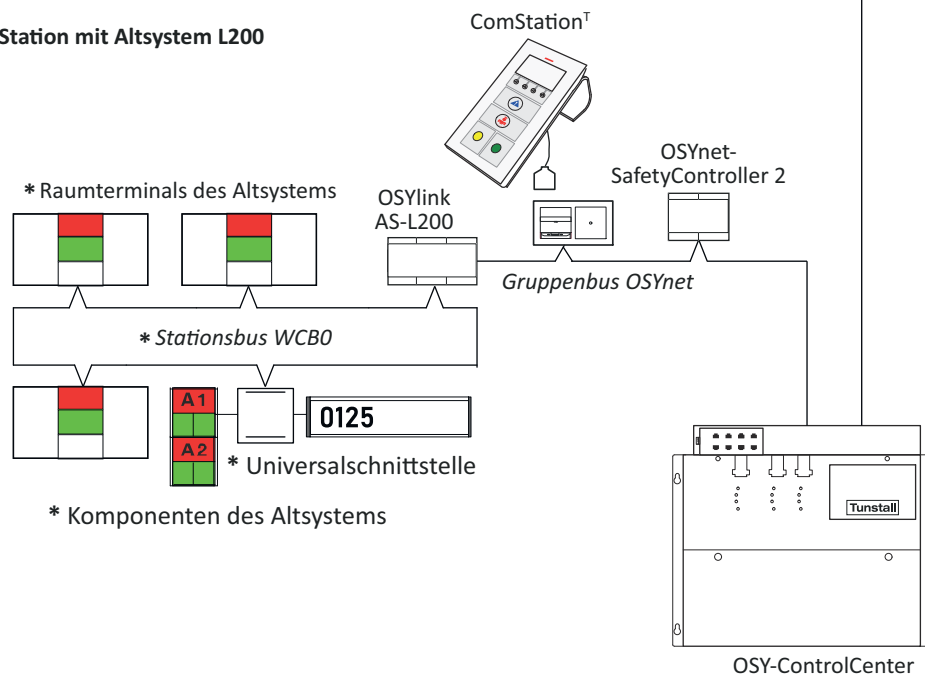 Station mit Altsystem L200
ComStationᵀ
OSYnet-
SafetyController 2
* Raumterminals des Altsystems
OSYlink
AS-L200
Gruppenbus OSYnet
* Stationsbus WCB0
A1
A2
0125
* Universalschnittstelle
* Komponenten des Altsystems
Tunstall
OSY-ControlCenter